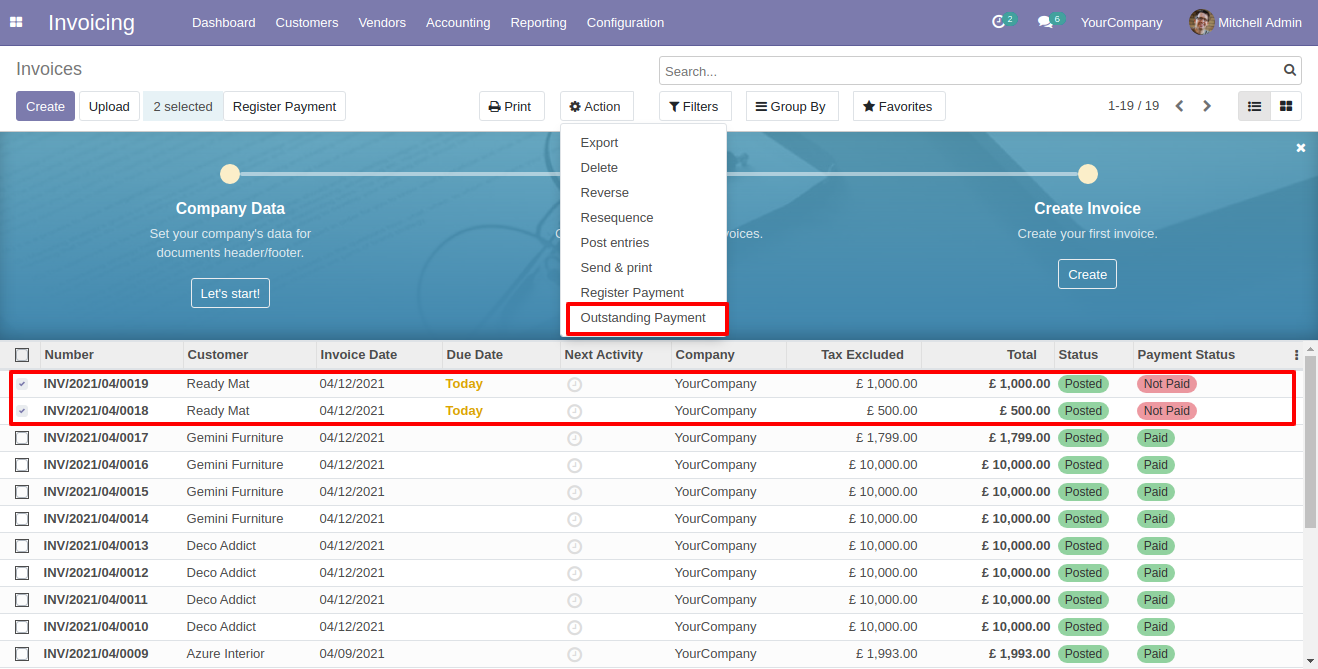 Invoicing Dashboard Customers Vendors Accounting Reporting Configuration 2 6 YourCompany Mitchell Admin
Invoices
Search...
Create Upload 2 selected Register Payment Print Action Filters Group By Favorites 1-19 / 19
Export
Delete
Reverse
Resequence
Post entries
Send & print
Register Payment
Outstanding Payment
Company Data
Set your company's data for
documents header/footer.
Let's start!
Create Invoice
Create your first invoice.
Create
Number Customer Invoice Date Due Date Next Activity Company Tax Excluded Total Status Payment Status
INV/2021/04/0019 Ready Mat 04/12/2021 Today YourCompany £ 1,000.00 £ 1,000.00 Posted Not Paid
INV/2021/04/0018 Ready Mat 04/12/2021 Today YourCompany £ 500.00 £ 500.00 Posted Not Paid
INV/2021/04/0017 Gemini Furniture 04/12/2021 YourCompany £ 1,799.00 £ 1,799.00 Posted Paid
INV/2021/04/0016 Gemini Furniture 04/12/2021 YourCompany £ 10,000.00 £ 10,000.00 Posted Paid
INV/2021/04/0015 Gemini Furniture 04/12/2021 YourCompany £ 10,000.00 £ 10,000.00 Posted Paid
INV/2021/04/0014 Gemini Furniture 04/12/2021 YourCompany £ 10,000.00 £ 10,000.00 Posted Paid
INV/2021/04/0013 Deco Addict 04/12/2021 YourCompany £ 10,000.00 £ 10,000.00 Posted Paid
INV/2021/04/0012 Deco Addict 04/12/2021 YourCompany £ 10,000.00 £ 10,000.00 Posted Paid
INV/2021/04/0011 Deco Addict 04/12/2021 YourCompany £ 10,000.00 £ 10,000.00 Posted Paid
INV/2021/04/0010 Deco Addict 04/12/2021 YourCompany £ 10,000.00 £ 10,000.00 Posted Paid
INV/2021/04/0009 Azure Interior 04/09/2021 YourCompany £ 1,993.00 £ 1,993.00 Posted Paid